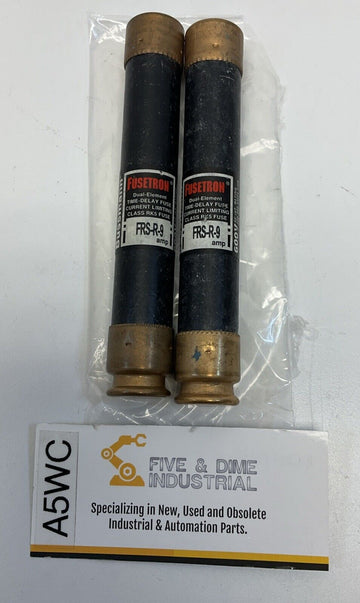 FUSETRON®
Dual-Element
TIME-DELAY FUSE
CURRENT LIMITING
CLASS RK5 FUSE
FRS-R-9
amp
FUSETRON®
Dual-Element
TIME-DELAY FUSE
CURRENT LIMITING
CLASS RK5 FUSE
FRS-R-9
amp
A5WC
FIVE & DIME
INDUSTRIAL
Specializing in New, Used and Obsolete
Industrial & Automation Parts.